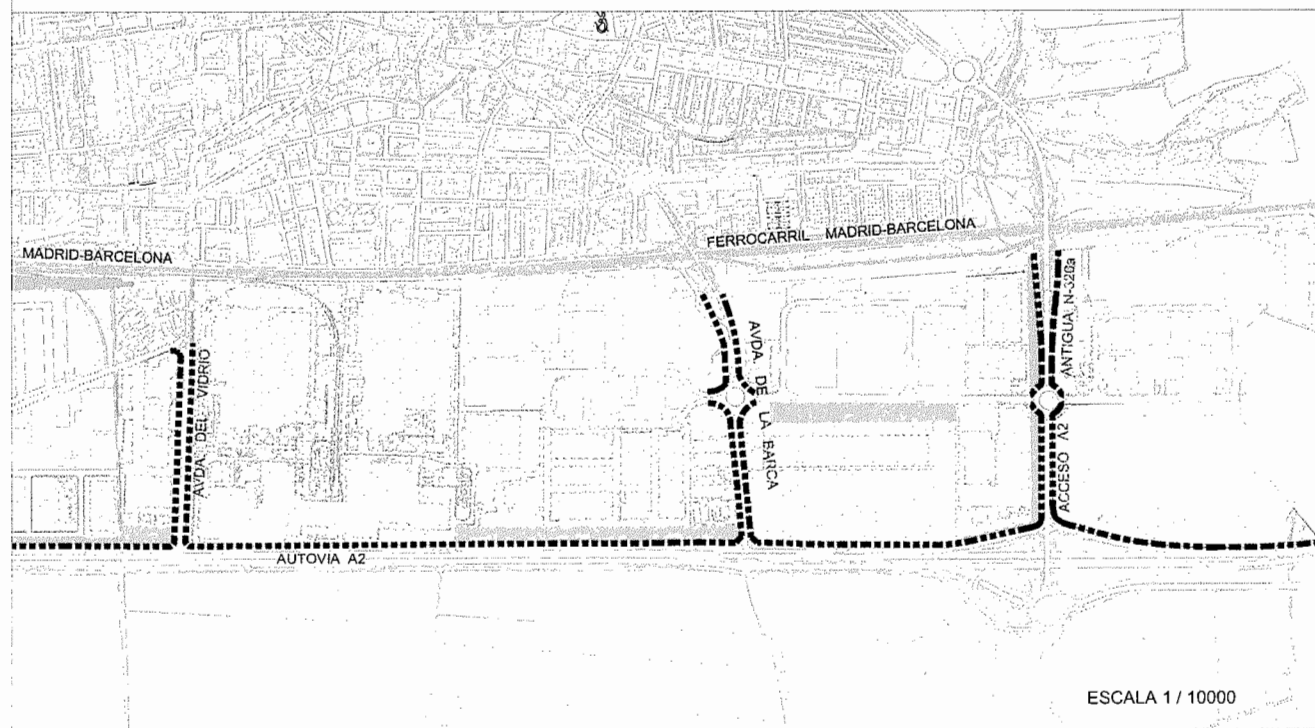 MADRID-BARCELONA
FERROCARRIL MADRID-BARCELONA
AVDA. DEL VIDRIO
AVDA. DE LA BARCA
ANTIGUA N-320a
ACCESO A2
AUTOVIA A2
ESCALA 1 / 10000